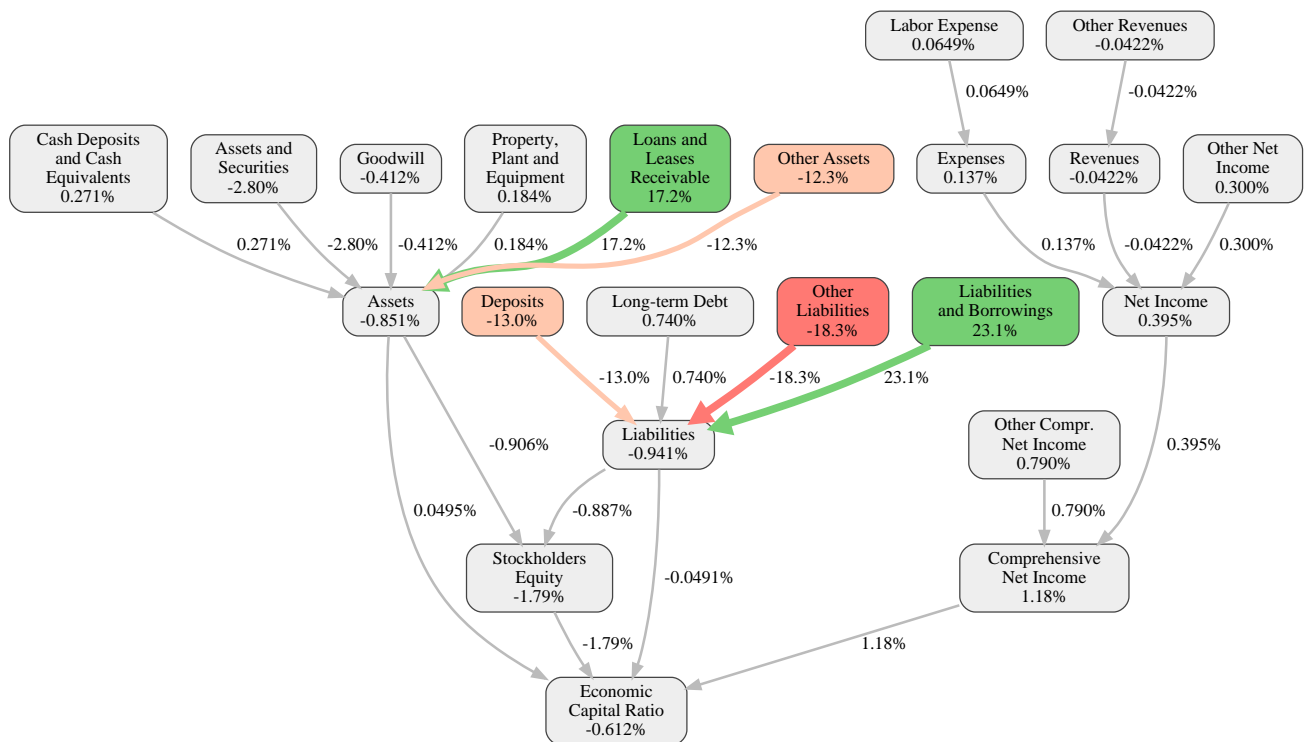 Labor Expense
0.0649%
Other Revenues
-0.0422%
0.0649%
-0.0422%
Cash Deposits
and Cash
Equivalents
0.271%
Assets and
Securities
-2.80%
Goodwill
-0.412%
Property,
Plant and
Equipment
0.184%
Loans and
Leases
Receivable
17.2%
Other Assets
-12.3%
Expenses
0.137%
Revenues
-0.0422%
Other Net
Income
0.300%
0.271%
-2.80%
-0.412%
0.184%
17.2%
-12.3%
0.137%
-0.0422%
0.300%
Assets
-0.851%
Deposits
-13.0%
Long-term Debt
0.740%
Other
Liabilities
-18.3%
Liabilities
and Borrowings
23.1%
Net Income
0.395%
-13.0%
0.740%
-18.3%
23.1%
-0.906%
Liabilities
-0.941%
Other Compr.
Net Income
0.790%
0.395%
0.0495%
-0.887%
0.790%
Stockholders
Equity
-1.79%
-0.0491%
Comprehensive
Net Income
1.18%
-1.79%
1.18%
Economic
Capital Ratio
-0.612%